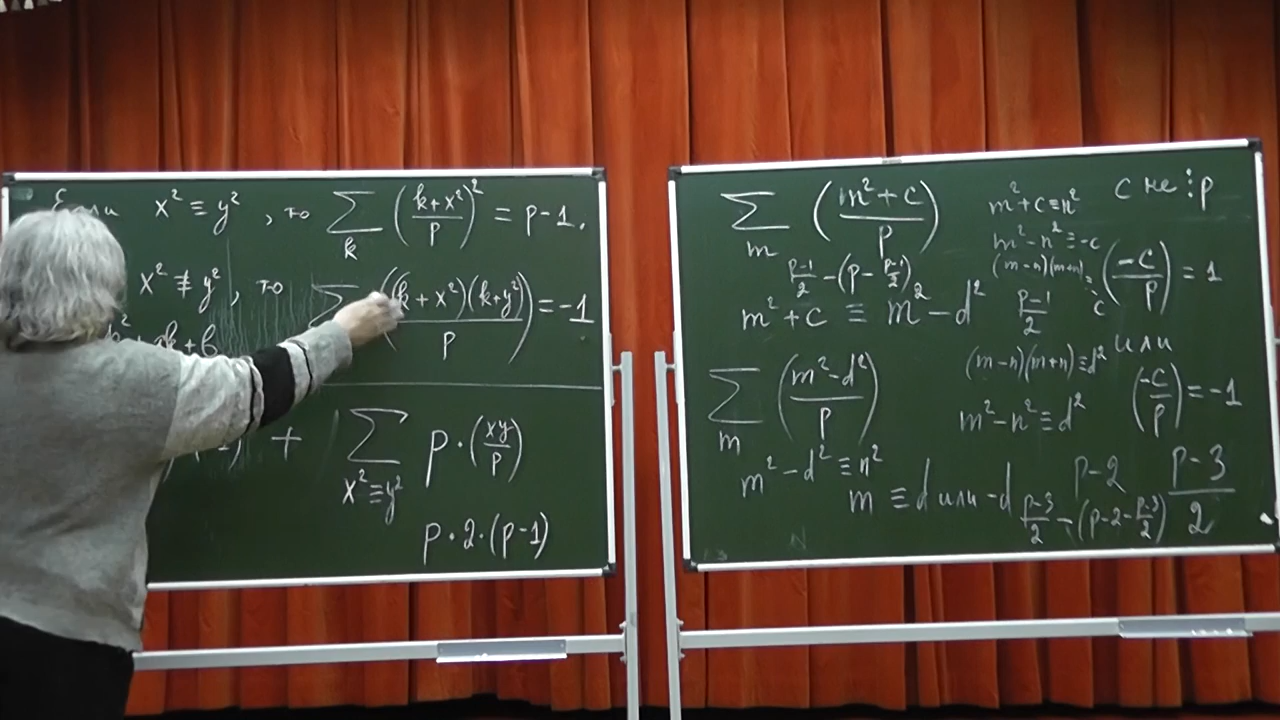 x² ≡ y², то ∑ₖ ((k+x²)/p)² = p-1.
x² ≢ y², то ∑ ((k+x²)(k+y²)/p) = -1
+ ∑_{x²≡y²} p·(xy/p)
p·2·(p-1)
∑ₘ ((m²+c)/p)
(p-1)/2 - (p - (p-1)/2)
m²+c ≡ m²-d²
∑ₘ ((m²-d²)/p)
m²-d² ≡ n²
m ≡ d или -d
m²+c≡n²
m²-n²≡-c
(m-n)(m+n)≡-c
(p-1)/2
(m-n)(m+n)≡d²
m²-n²≡d²
p-2
(p-3)/2
(p-3)/2 - (p-2-(p-3)/2)
c не ⋮ p
(-c/p) = 1
или
(-c/p) = -1